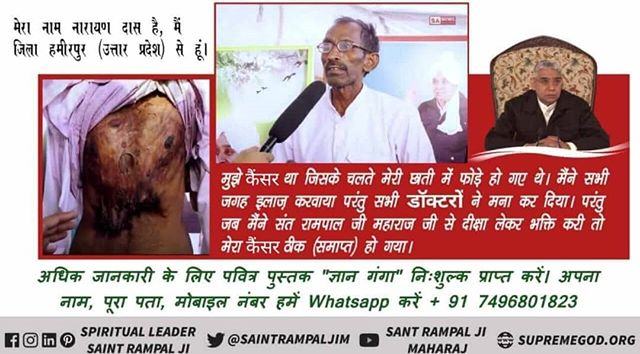 मेरा नाम नारायण दास है, मैं
जिला हमीरपुर (उत्तार प्रदेश) से हूं।
SA NEWS
मुझे कैंसर था जिसके चलते मेरी छाती में फोड़े हो गए थे। मैंने सभी
जगह इलाज़ करवाया परंतु सभी डॉक्टरों ने मना कर दिया। परंतु
जब मैंने संत रामपाल जी महाराज जी से दीक्षा लेकर भक्ति करी तो
मेरा कैंसर ठीक (समाप्त) हो गया।
अधिक जानकारी के लिए पवित्र पुस्तक "ज्ञान गंगा" निःशुल्क प्राप्त करें। अपना
नाम, पूरा पता, मोबाइल नंबर हमें Whatsapp करें + 91 7496801823
SPIRITUAL LEADER
SAINT RAMPAL JI
@SAINTRAMPALJIM
SANT RAMPAL JI
MAHARAJ
SUPREMEGOD.ORG